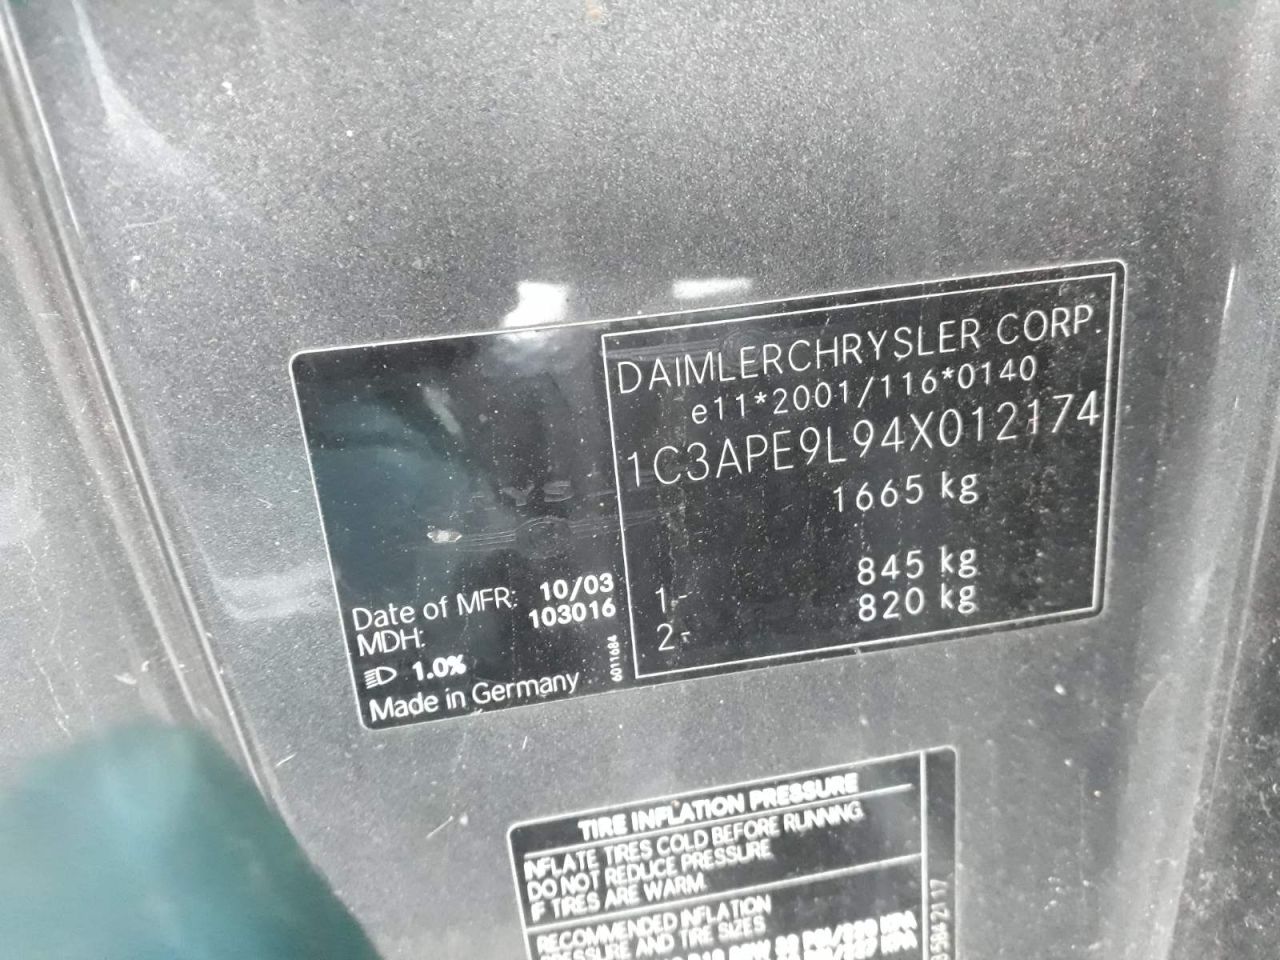 DAIMLERCHRYSLER CORP.
e11*2001/116*0140
1C3APE9L94X012174
1665 kg
1- 845 kg
2- 820 kg
Date of MFR: 10/03
MDH: 103016
1.0%
Made in Germany
6011684
TIRE INFLATION PRESSURE
INFLATE TIRES COLD BEFORE RUNNING.
DO NOT REDUCE PRESSURE
IF TIRES ARE WARM.
RECOMMENDED INFLATION
PRESSURE AND TIRE SIZES